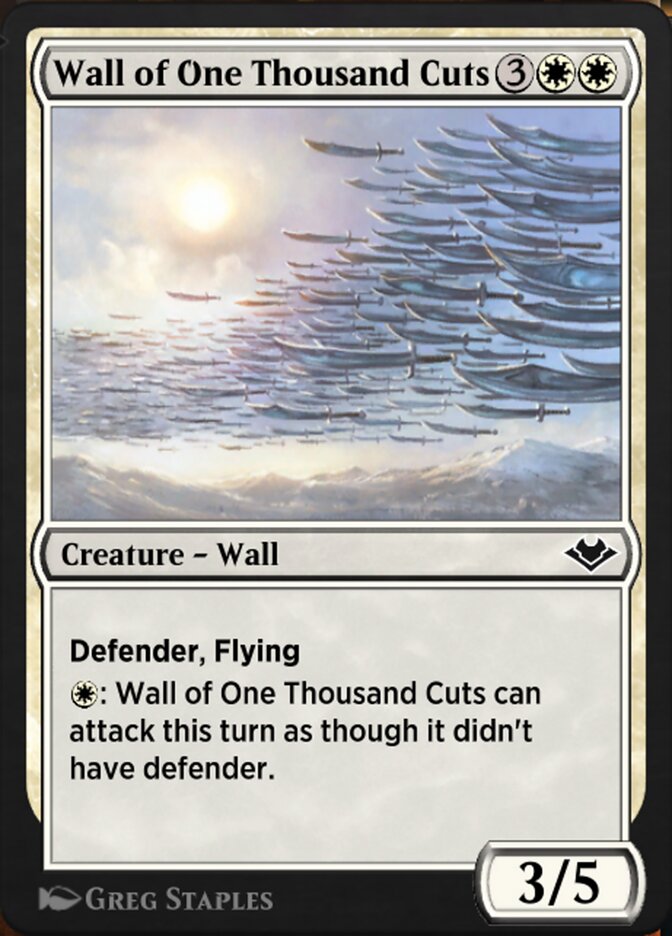 Wall of One Thousand Cuts 3
Creature – Wall
Defender, Flying
: Wall of One Thousand Cuts can
attack this turn as though it didn't
have defender.
3/5
Greg Staples